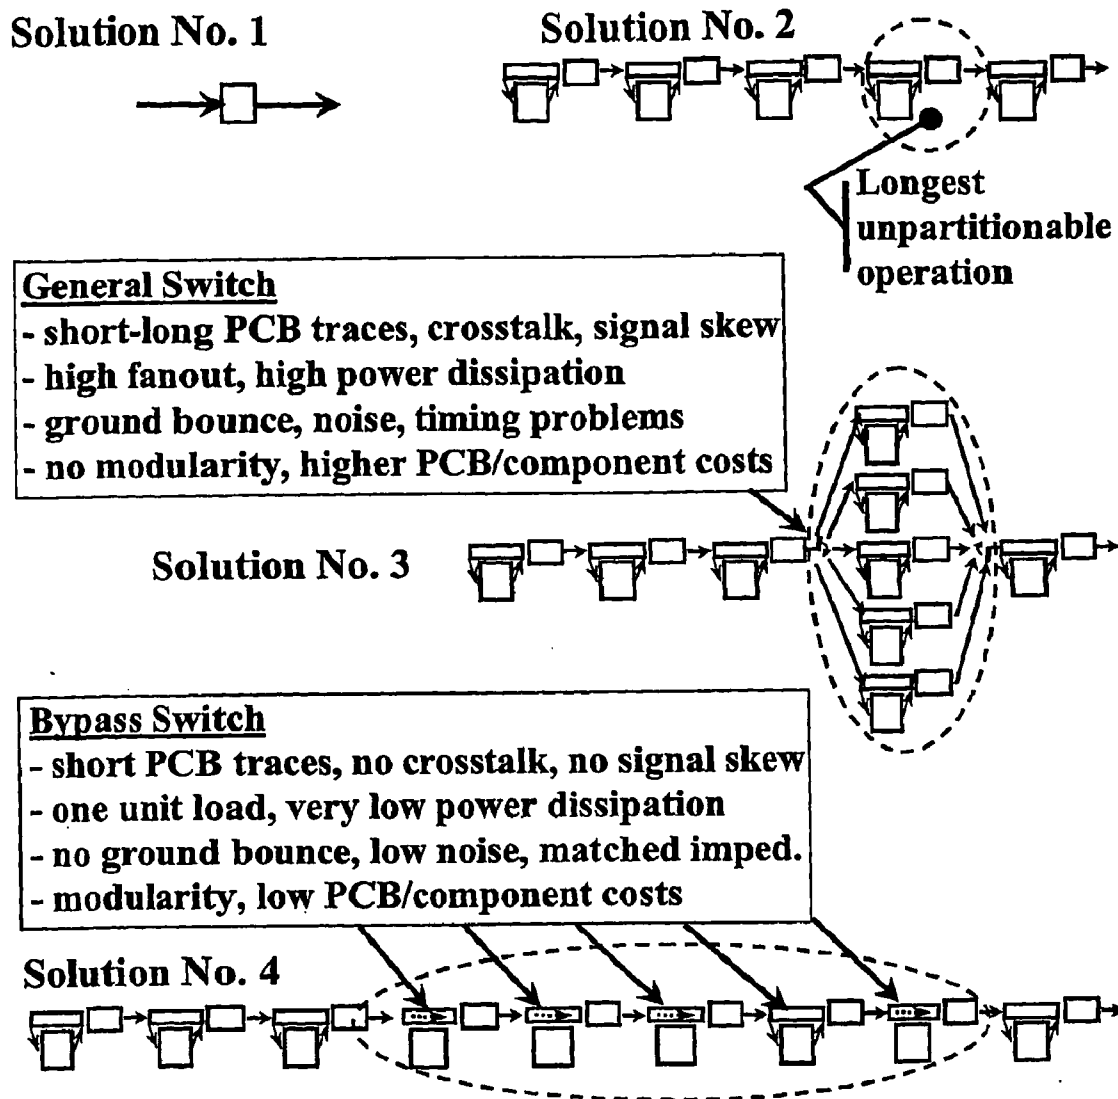 Solution No. 1
Solution No. 2
Longest
unpartitionable
operation
General Switch
- short-long PCB traces, crosstalk, signal skew
- high fanout, high power dissipation
- ground bounce, noise, timing problems
- no modularity, higher PCB/component costs
Solution No. 3
Bypass Switch
- short PCB traces, no crosstalk, no signal skew
- one unit load, very low power dissipation
- no ground bounce, low noise, matched imped.
- modularity, low PCB/component costs
Solution No. 4